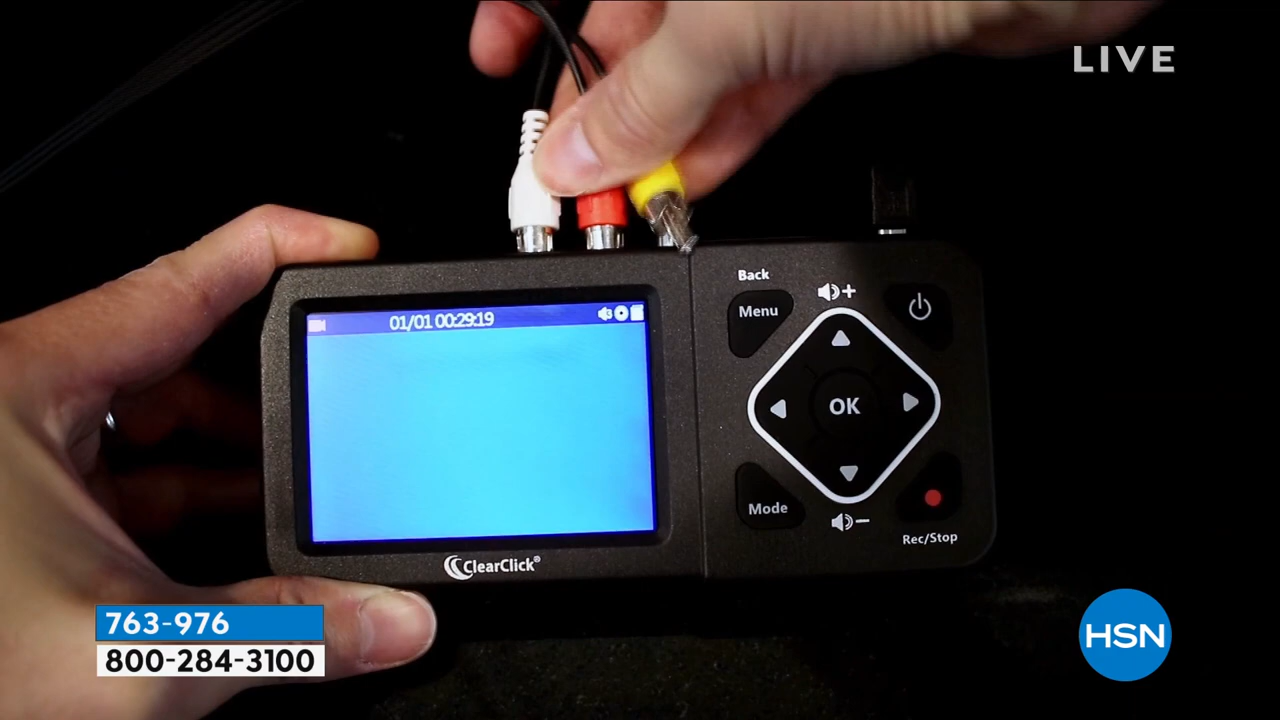 LIVE
Back
Menu
+
01/01 00:29:19
OK
Mode
Rec/Stop
ClearClick®
763-976
800-284-3100
HSN